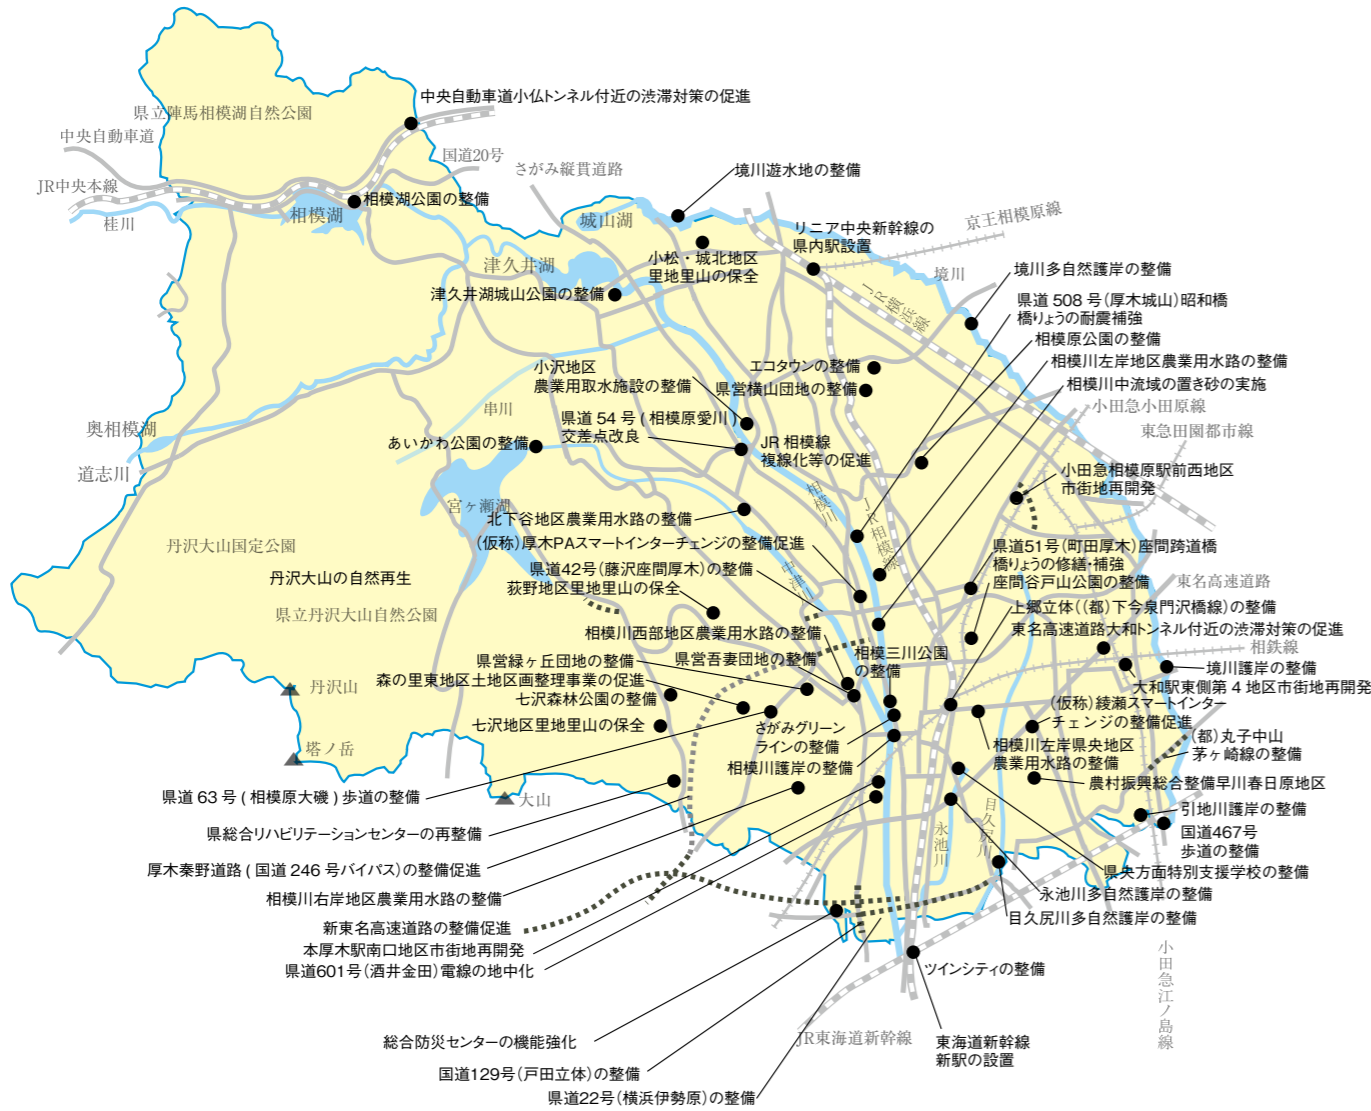 中央自動車道小仏トンネル付近の渋滞対策の促進
県立陣馬相模湖自然公園
中央自動車道
国道20号
さがみ縦貫道路
境川遊水地の整備
JR中央本線
相模湖公園の整備
相模湖
桂川
城山湖
リニア中央新幹線の
県内駅設置
京王相模原線
小松・城北地区
里地里山の保全
津久井湖
津久井湖城山公園の整備
境川
JR横浜線
境川多自然護岸の整備
県道 508 号(厚木城山)昭和橋
橋りょうの耐震補強
相模原公園の整備
相模川左岸地区農業用水路の整備
相模川中流域の置き砂の実施
小沢地区
農業用取水施設の整備
エコタウンの整備
県営横山団地の整備
小田急小田原線
東急田園都市線
串川
県道 54 号 ( 相模原愛川 )
交差点改良
奥相模湖
道志川
あいかわ公園の整備
JR 相模線
複線化等の促進
小田急相模原駅前西地区
市街地再開発
相模川
JR相模線
宮ヶ瀬湖
北下谷地区農業用水路の整備
(仮称)厚木PAスマートインターチェンジの整備促進
中津川
丹沢大山国定公園
丹沢大山の自然再生
県道42号(藤沢座間厚木)の整備
荻野地区里地里山の保全
県道51号(町田厚木)座間跨道橋
橋りょうの修繕・補強
座間谷戸山公園の整備
東名高速道路
県立丹沢大山自然公園
上郷立体((都)下今泉門沢橋線)の整備
相模川西部地区農業用水路の整備
東名高速道路大和トンネル付近の渋滞対策の促進
相鉄線
相模三川公園
の整備
県営緑ヶ丘団地の整備
県営吾妻団地の整備
境川護岸の整備
森の里東地区土地区画整理事業の促進
大和駅東側第 4 地区市街地再開発
丹沢山
七沢森林公園の整備
(仮称)綾瀬スマートインター
チェンジの整備促進
七沢地区里地里山の保全
さがみグリーン
ラインの整備
(都)丸子中山
茅ヶ崎線の整備
塔ノ岳
相模川左岸県央地区
農業用水路の整備
相模川護岸の整備
農村振興総合整備早川春日原地区
県道 63 号 ( 相模原大磯 ) 歩道の整備
大山
目久尻川
永池川
引地川護岸の整備
県総合リハビリテーションセンターの再整備
国道467号
歩道の整備
厚木秦野道路 ( 国道 246 号バイパス) の整備促進
県央方面特別支援学校の整備
相模川右岸地区農業用水路の整備
永池川多自然護岸の整備
新東名高速道路の整備促進
目久尻川多自然護岸の整備
本厚木駅南口地区市街地再開発
県道601号(酒井金田)電線の地中化
ツインシティの整備
小田急江ノ島線
JR東海道新幹線
総合防災センターの機能強化
東海道新幹線
新駅の設置
国道129号(戸田立体)の整備
県道22号(横浜伊勢原)の整備